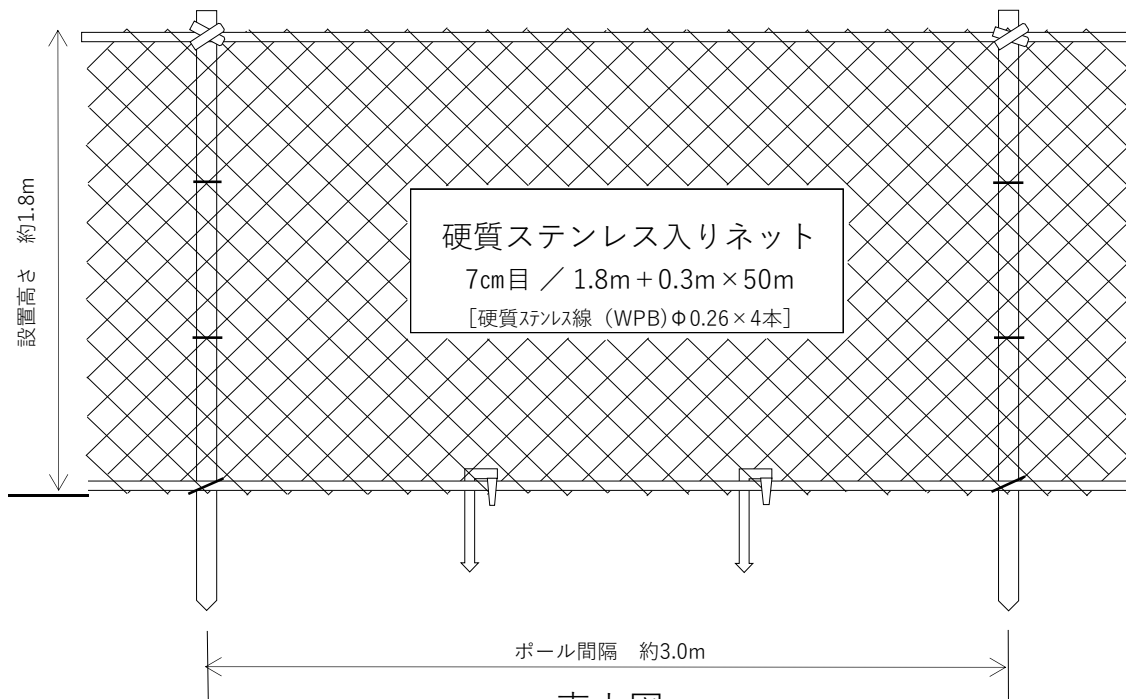 設置高さ　約1.8m
硬質ステンレス入りネット
7㎝目 ／ 1.8m＋0.3m×50m
[硬質ｽﾃﾝﾚｽ線（WPB)Φ0.26×4本]
ポール間隔　約3.0m